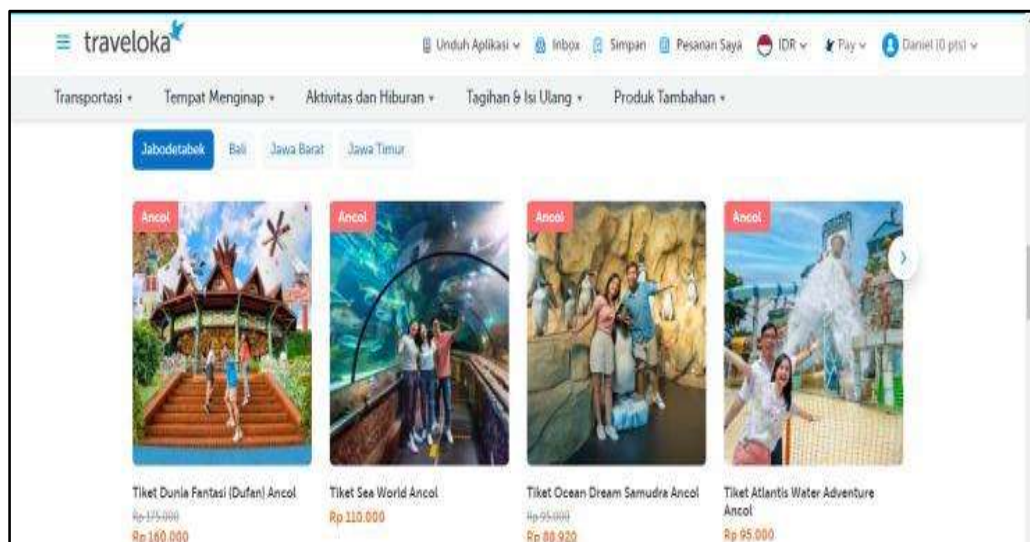 traveloka
Unduh Aplikasi Inbox Simpan Pesanan Saya IDR Pay Daniel (0 pts)
Transportasi Tempat Menginap Aktivitas dan Hiburan Tagihan & Isi Ulang Produk Tambahan
Jabodetabek Bali Jawa Barat Jawa Timur
Ancol Ancol Ancol Ancol
Tiket Dunia Fantasi (Dufan) Ancol
Rp 175.000
Rp 160.000
Tiket Sea World Ancol
Rp 110.000
Tiket Ocean Dream Samudra Ancol
Rp 95.000
Rp 88.920
Tiket Atlantis Water Adventure
Ancol
Rp 95.000